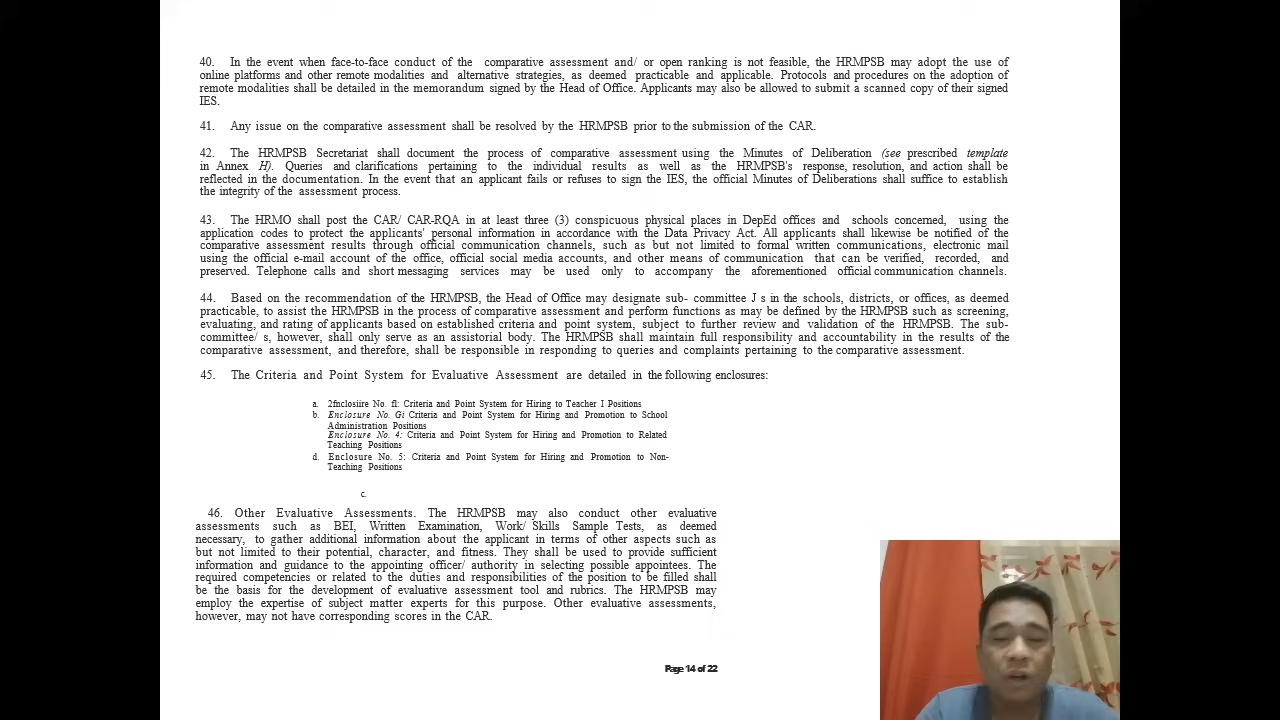 40. In the event when face-to-face conduct of the comparative assessment and/ or open ranking is not feasible, the HRMPSB may adopt the use of
online platforms and other remote modalities and alternative strategies, as deemed practicable and applicable. Protocols and procedures on the adoption of
remote modalities shall be detailed in the memorandum signed by the Head of Office. Applicants may also be allowed to submit a scanned copy of their signed
IES.
41. Any issue on the comparative assessment shall be resolved by the HRMPSB prior to the submission of the CAR.
42. The HRMPSB Secretariat shall document the process of comparative assessment using the Minutes of Deliberation (see prescribed template
in Annex H). Queries and clarifications pertaining to the individual results as well as the HRMPSB's response, resolution, and action shall be
reflected in the documentation. In the event that an applicant fails or refuses to sign the IES, the official Minutes of Deliberations shall suffice to establish
the integrity of the assessment process.
43. The HRMO shall post the CAR/ CAR-RQA in at least three (3) conspicuous physical places in DepEd offices and schools concerned, using the
application codes to protect the applicants' personal information in accordance with the Data Privacy Act. All applicants shall likewise be notified of the
comparative assessment results through official communication channels, such as but not limited to formal written communications, electronic mail
using the official e-mail account of the office, official social media accounts, and other means of communication that can be verified, recorded, and
preserved. Telephone calls and short messaging services may be used only to accompany the aforementioned official communication channels.
44. Based on the recommendation of the HRMPSB, the Head of Office may designate sub- committee J s in the schools, districts, or offices, as deemed
practicable, to assist the HRMPSB in the process of comparative assessment and perform functions as may be defined by the HRMPSB such as screening,
evaluating, and rating of applicants based on established criteria and point system, subject to further review and validation of the HRMPSB. The sub-
committee/ s, however, shall only serve as an assistorial body. The HRMPSB shall maintain full responsibility and accountability in the results of the
comparative assessment, and therefore, shall be responsible in responding to queries and complaints pertaining to the comparative assessment.
45. The Criteria and Point System for Evaluative Assessment are detailed in the following enclosures:
a. 2fnclosiire No. fl: Criteria and Point System for Hiring to Teacher I Positions
b. Enclosure No. Gi Criteria and Point System for Hiring and Promotion to School
Administration Positions
Enclosure No. 4: Criteria and Point System for Hiring and Promotion to Related
Teaching Positions
d. Enclosure No. 5: Criteria and Point System for Hiring and Promotion to Non-
Teaching Positions
c.
46. Other Evaluative Assessments. The HRMPSB may also conduct other evaluative
assessments such as BEI, Written Examination, Work/ Skills Sample Tests, as deemed
necessary, to gather additional information about the applicant in terms of other aspects such as
but not limited to their potential, character, and fitness. They shall be used to provide sufficient
information and guidance to the appointing officer/ authority in selecting possible appointees. The
required competencies or related to the duties and responsibilities of the position to be filled shall
be the basis for the development of evaluative assessment tool and rubrics. The HRMPSB may
employ the expertise of subject matter experts for this purpose. Other evaluative assessments,
however, may not have corresponding scores in the CAR.
Page 14 of 22